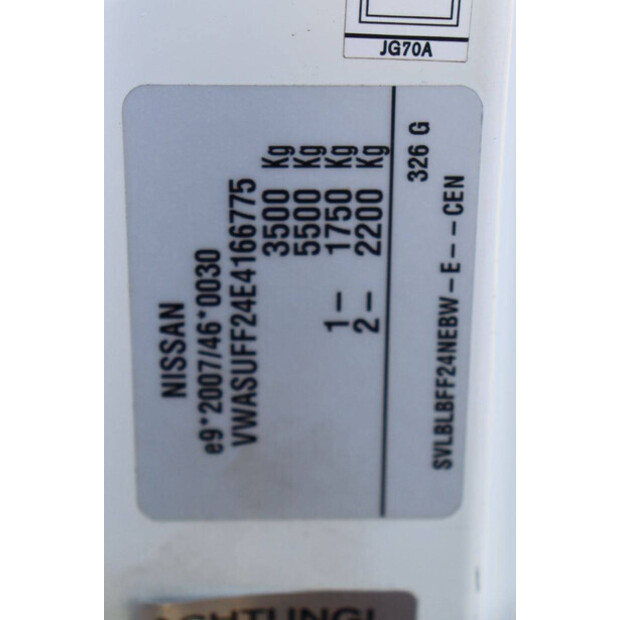 JG70A
NISSAN
e9*2007/46*0030
VWASUFF24E4166775
3500 Kg
5500 Kg
1- 1750 Kg
2- 2200 Kg
326 G
SVLBLBFF24NEBW-E---CEN
ACHTUNG!